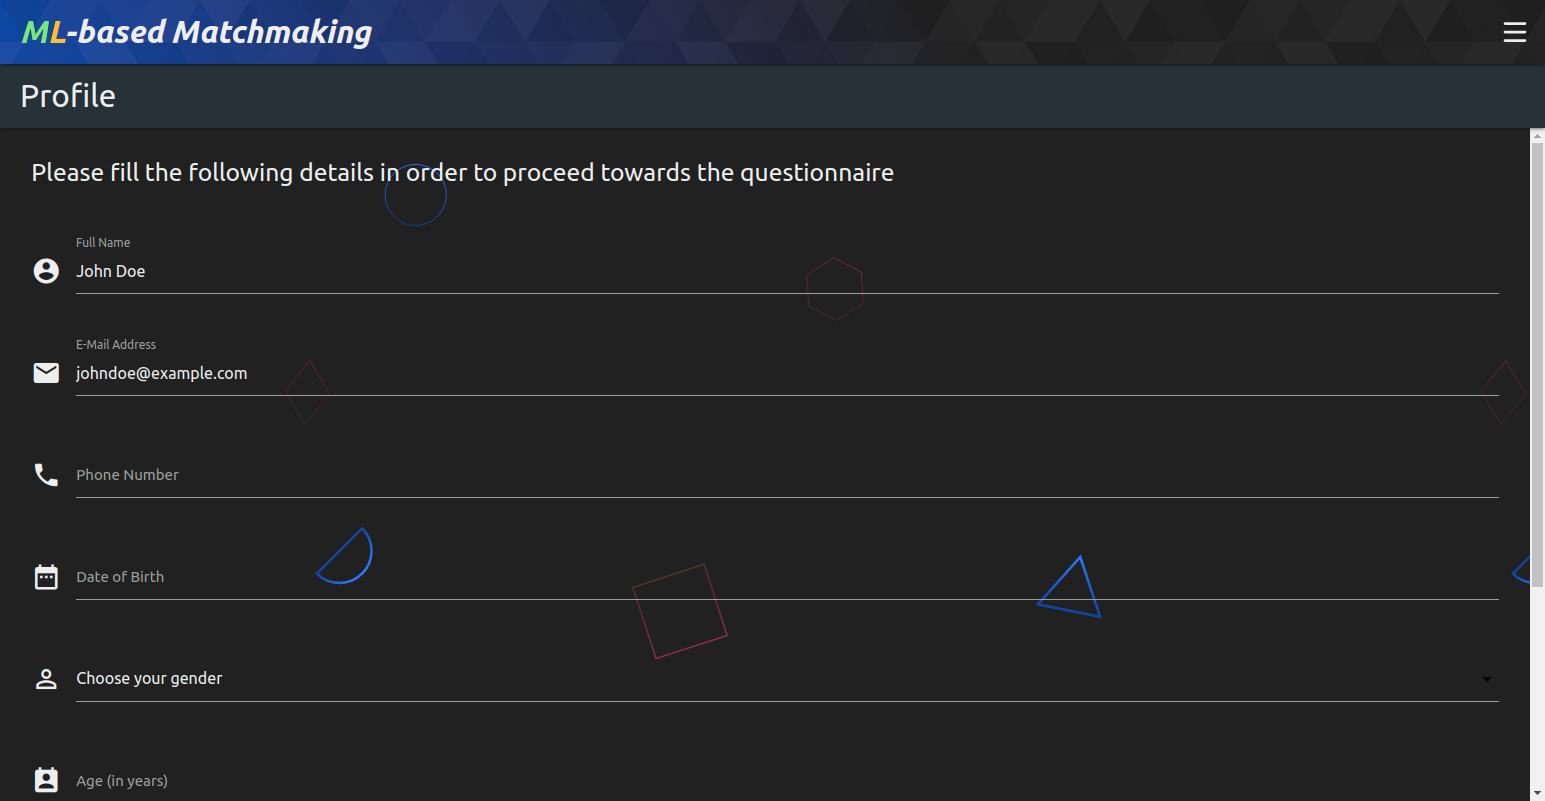 ML-based Matchmaking
Profile
Please fill the following details in order to proceed towards the questionnaire
Full Name
John Doe
E-Mail Address
johndoe@example.com
Phone Number
Date of Birth
Choose your gender
Age (in years)